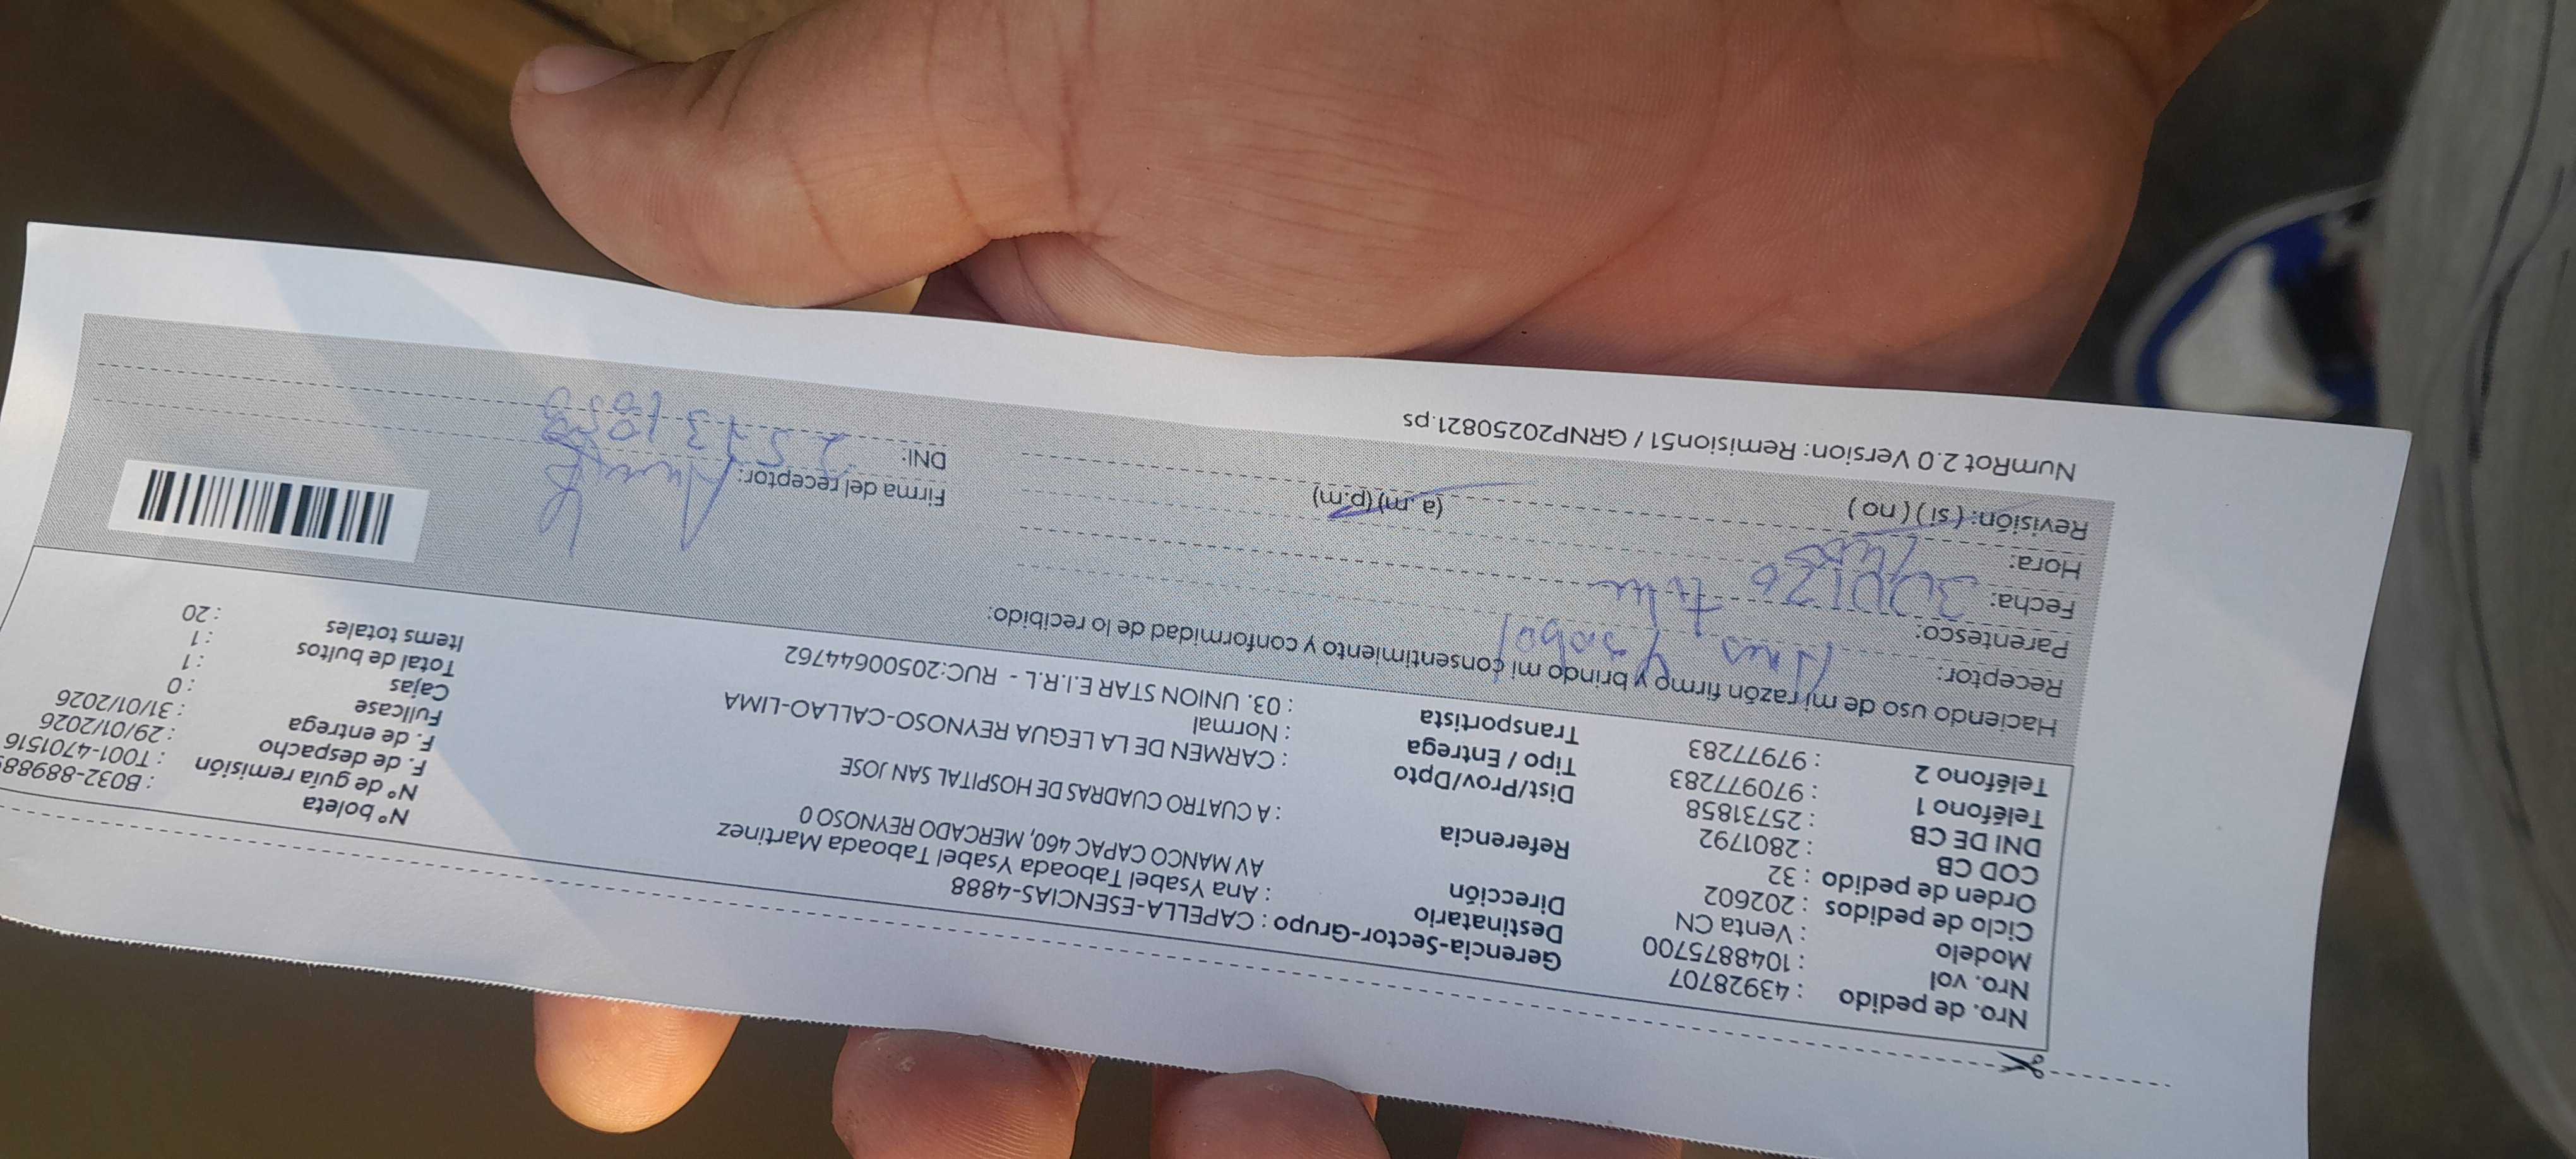 Nro. de pedido : 43928707
Nro. vol : 1048875700
Modelo : Venta CN
Ciclo de pedidos : 202602
Orden de pedido : 32
COD CB : 2801792
DNI DE CB : 25731858
Teléfono 1 : 970977283
Teléfono 2 : 97977283
Gerencia-Sector-Grupo : CAPELLA-ESENCIAS-4888
Destinatario : Ana Ysabel Taboada Ysabel Taboada Martinez
Dirección AV MANCO CAPAC 460, MERCADO REYNOSO 0
Referencia : A CUATRO CUADRAS DE HOSPITAL SAN JOSE
Dist/Prov/Dpto : CARMEN DE LA LEGUA REYNOSO-CALLAO-LIMA
Tipo / Entrega : Normal
Transportista : 03. UNION STAR E.I.R.L - RUC:20500644762
N° boleta : B032-88988
N° de guía remisión : T001-4701516
F. de despacho : 29/01/2026
F. de entrega : 31/01/2026
Fullcase : 0
Cajas : 1
Total de bultos : 1
Items totales : 20
Haciendo uso de mi razón firmo y brindo mi consentimiento y conformidad de lo recibido:
Receptor: Ana Ysabel
Parentesco:
Fecha:
Hora:
(a.m) (p.m)
Revisión: ( si ) ( no )
Firma del receptor:
DNI:
NumRot 2.0 Version: Remision51 / GRNP20250821.ps